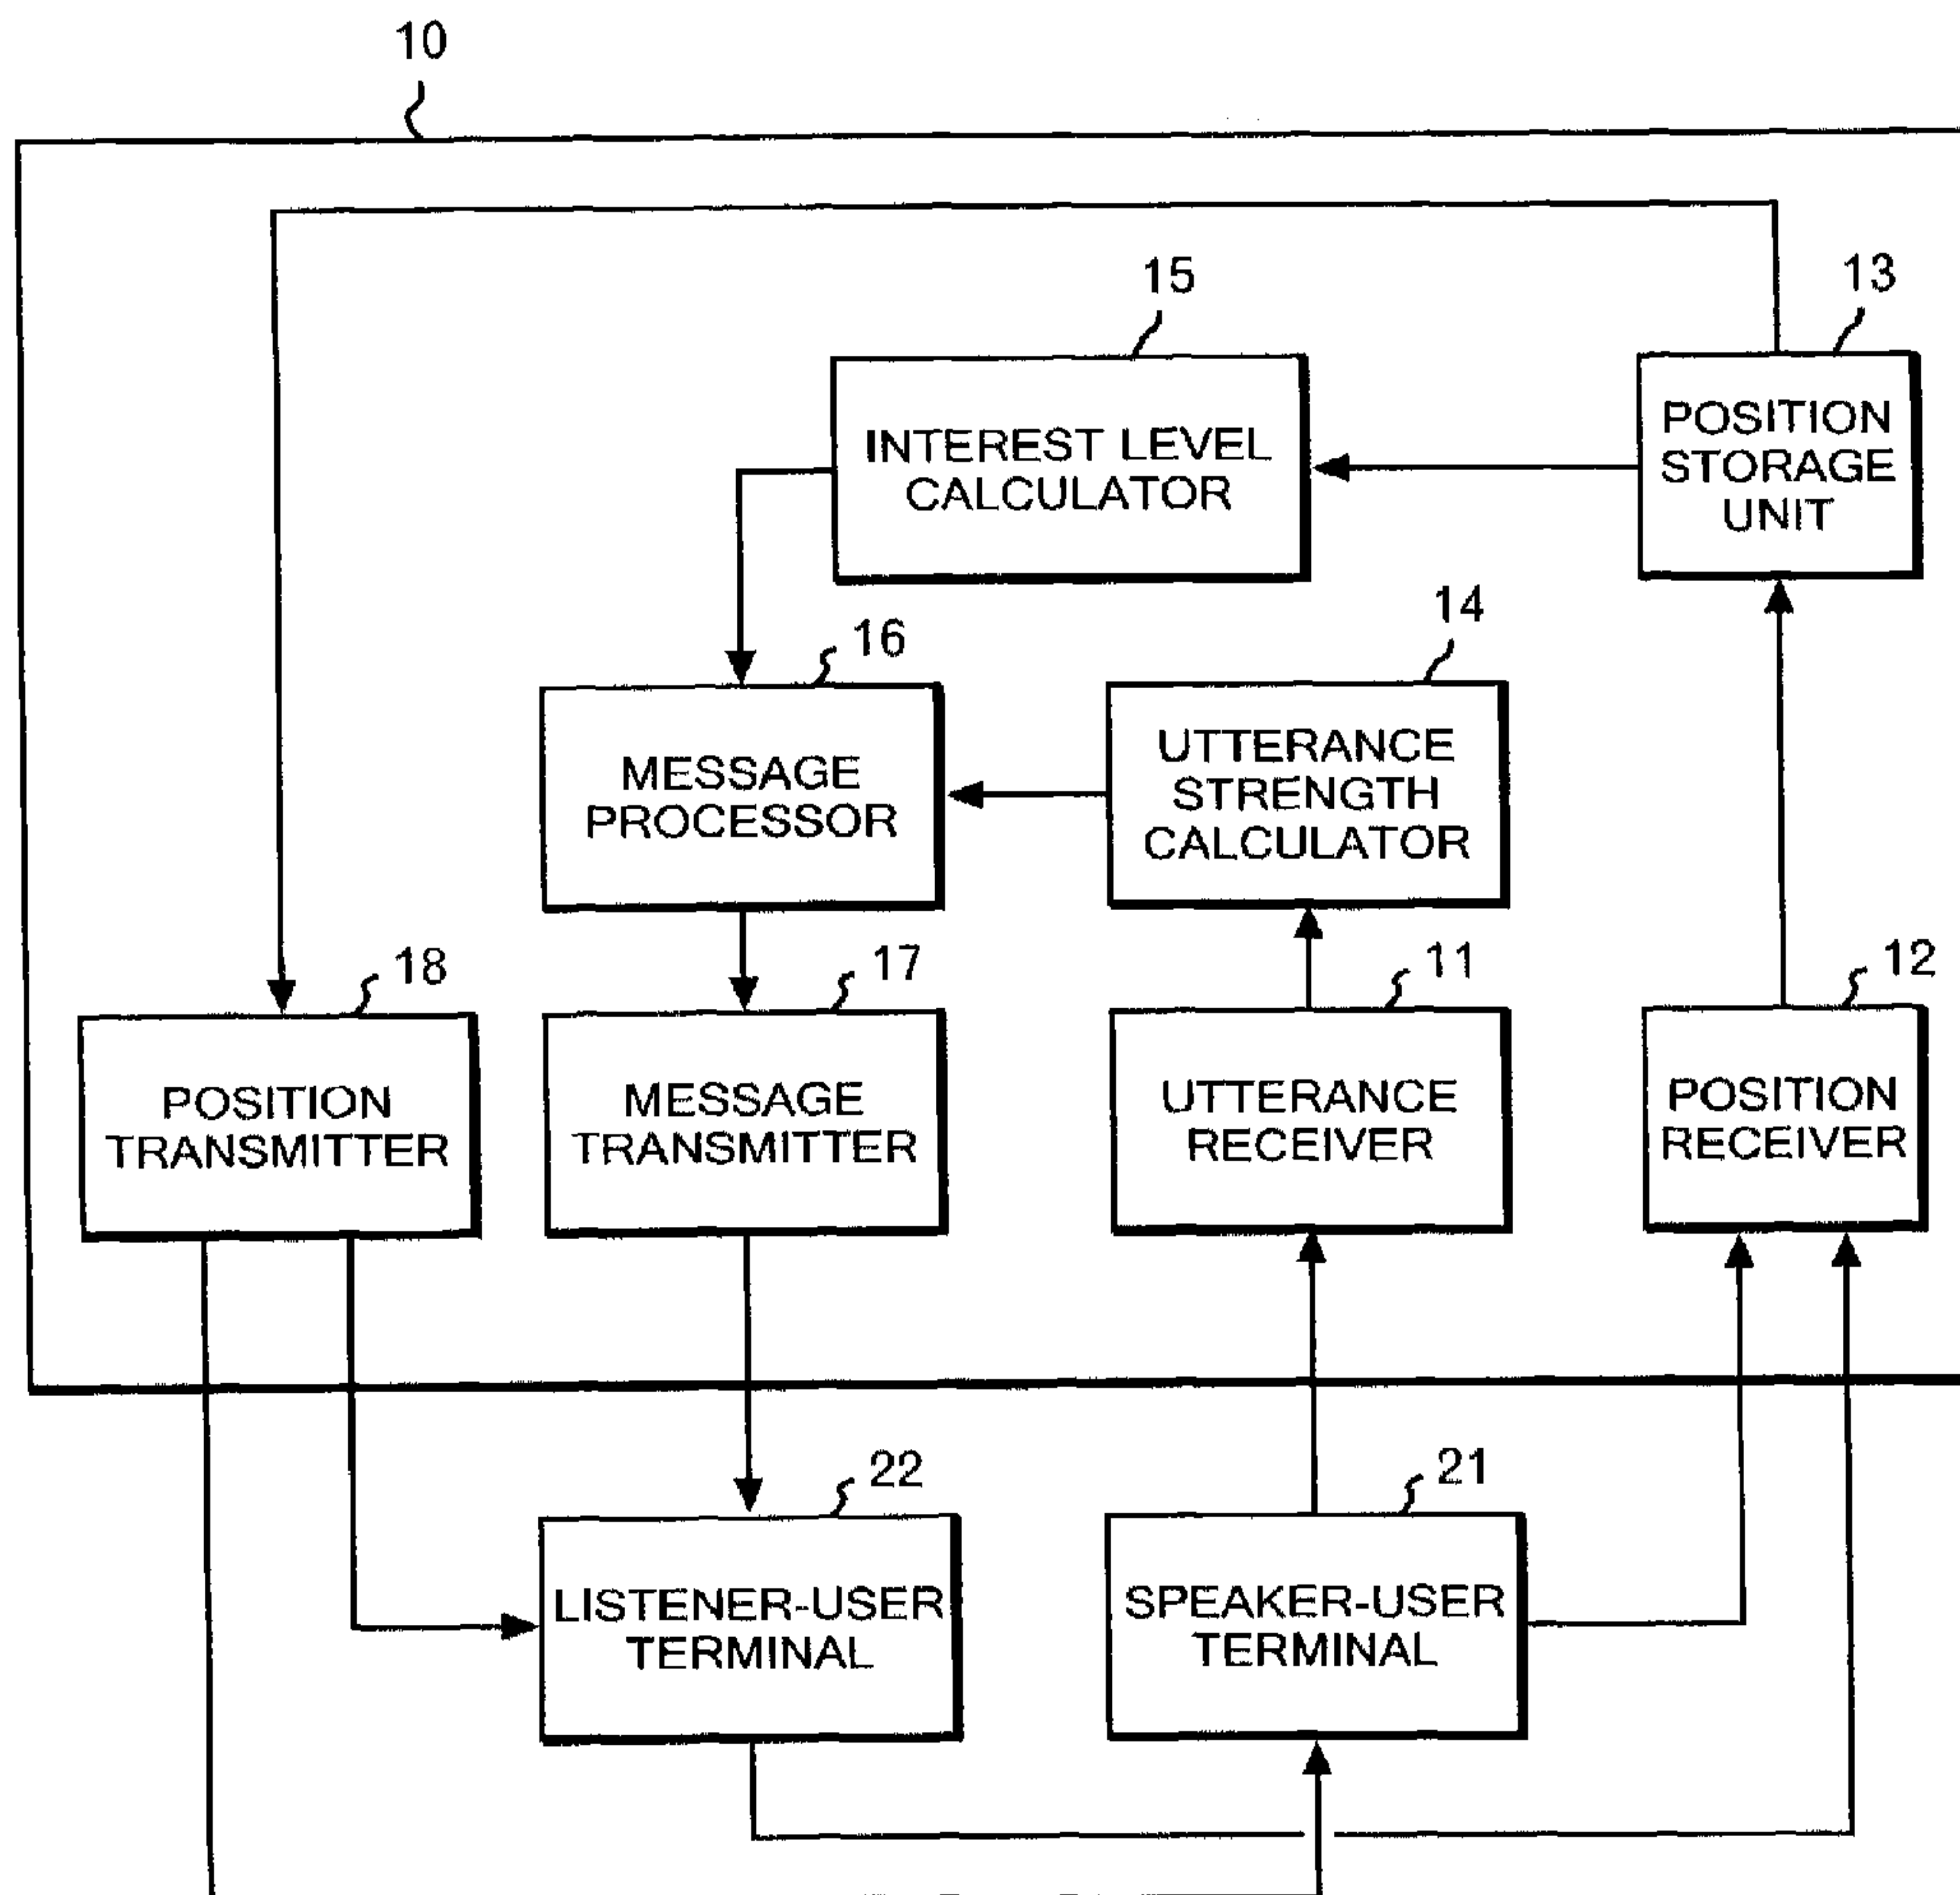 10
15
13
INTEREST LEVEL
CALCULATOR
POSITION
STORAGE
UNIT
16
14
MESSAGE
PROCESSOR
UTTERANCE
STRENGTH
CALCULATOR
18
17
11
12
POSITION
TRANSMITTER
MESSAGE
TRANSMITTER
UTTERANCE
RECEIVER
POSITION
RECEIVER
22
21
LISTENER-USER
TERMINAL
SPEAKER-USER
TERMINAL